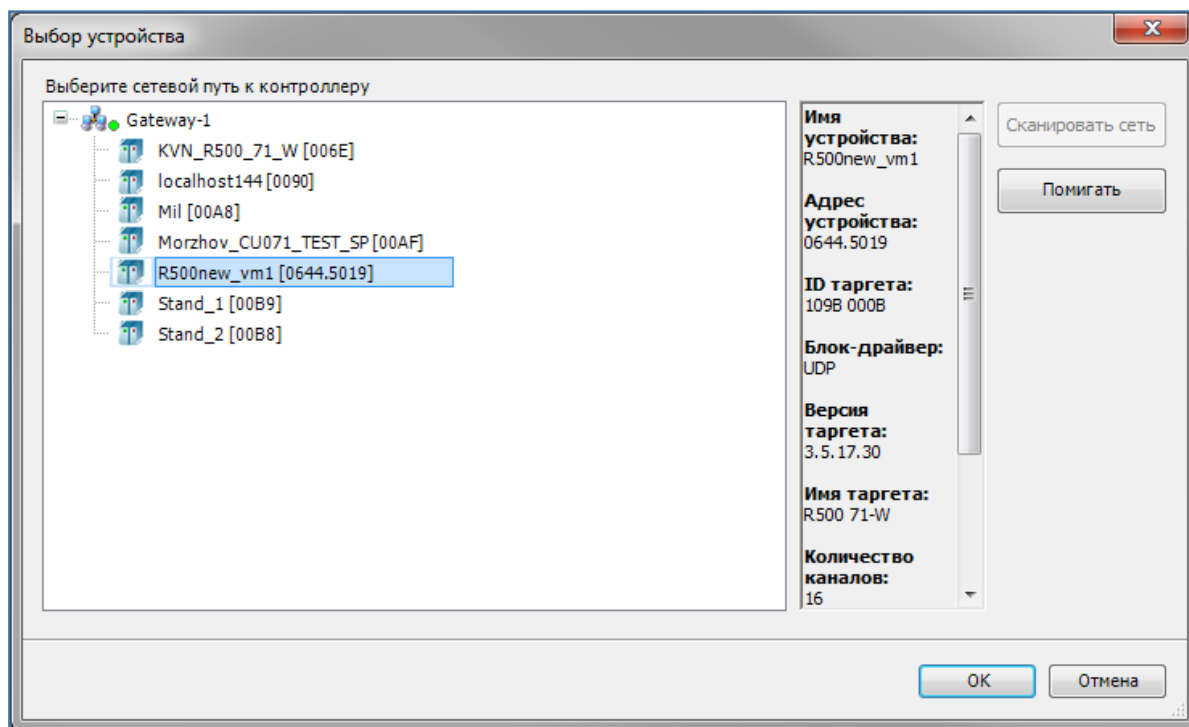 Выбор устройства
Выберите сетевой путь к контроллеру
Gateway-1
KVN_R500_71_W [006E]
localhost144 [0090]
Mil [00A8]
Morzhov_CU071_TEST_SP [00AF]
R500new_vm1 [0644.5019]
Stand_1 [00B9]
Stand_2 [00B8]
Имя
устройства:
R500new_vm1
Адрес
устройства:
0644.5019
ID таргета:
109B 000B
Блок-драйвер:
UDP
Версия
таргета:
3.5.17.30
Имя таргета:
R500 71-W
Количество
каналов:
16
Сканировать сеть
Помигать
OK
Отмена